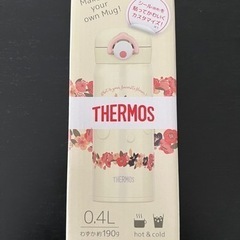 Make
your
own Mug!
シールを
貼ってかわいく
カスタマイズ!
THERMOS
0.4L
わずか約190g
hot & cold